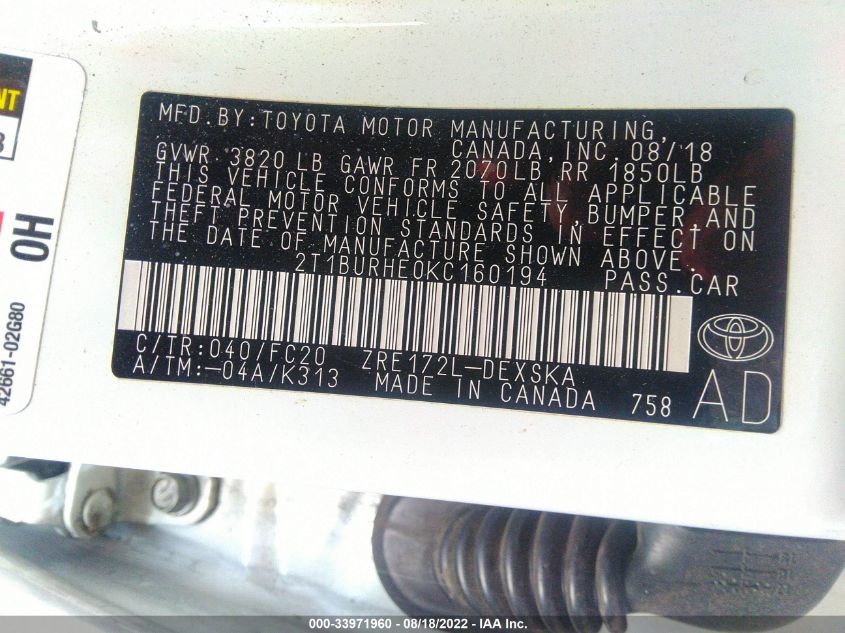 MFD.BY:TOYOTA MOTOR MANUFACTURING,
CANADA,INC. 08/18
GVWR 3820 LB GAWR FR 2070LB RR 1850LB
THIS VEHICLE CONFORMS TO ALL APPLICABLE
FEDERAL MOTOR VEHICLE SAFETY,BUMPER,AND
THEFT PREVENTION STANDARDS IN EFFECT ON
THE DATE OF MANUFACTURE SHOWN ABOVE.
2T1BURHE0KC160194 PASS.CAR
C/TR:040/FC20 ZRE172L-DEXSKA
A/TM:-04A/K313 MADE IN CANADA 758
AD
OH
42661-02G80
000-33971960 - 08/18/2022 - IAA Inc.